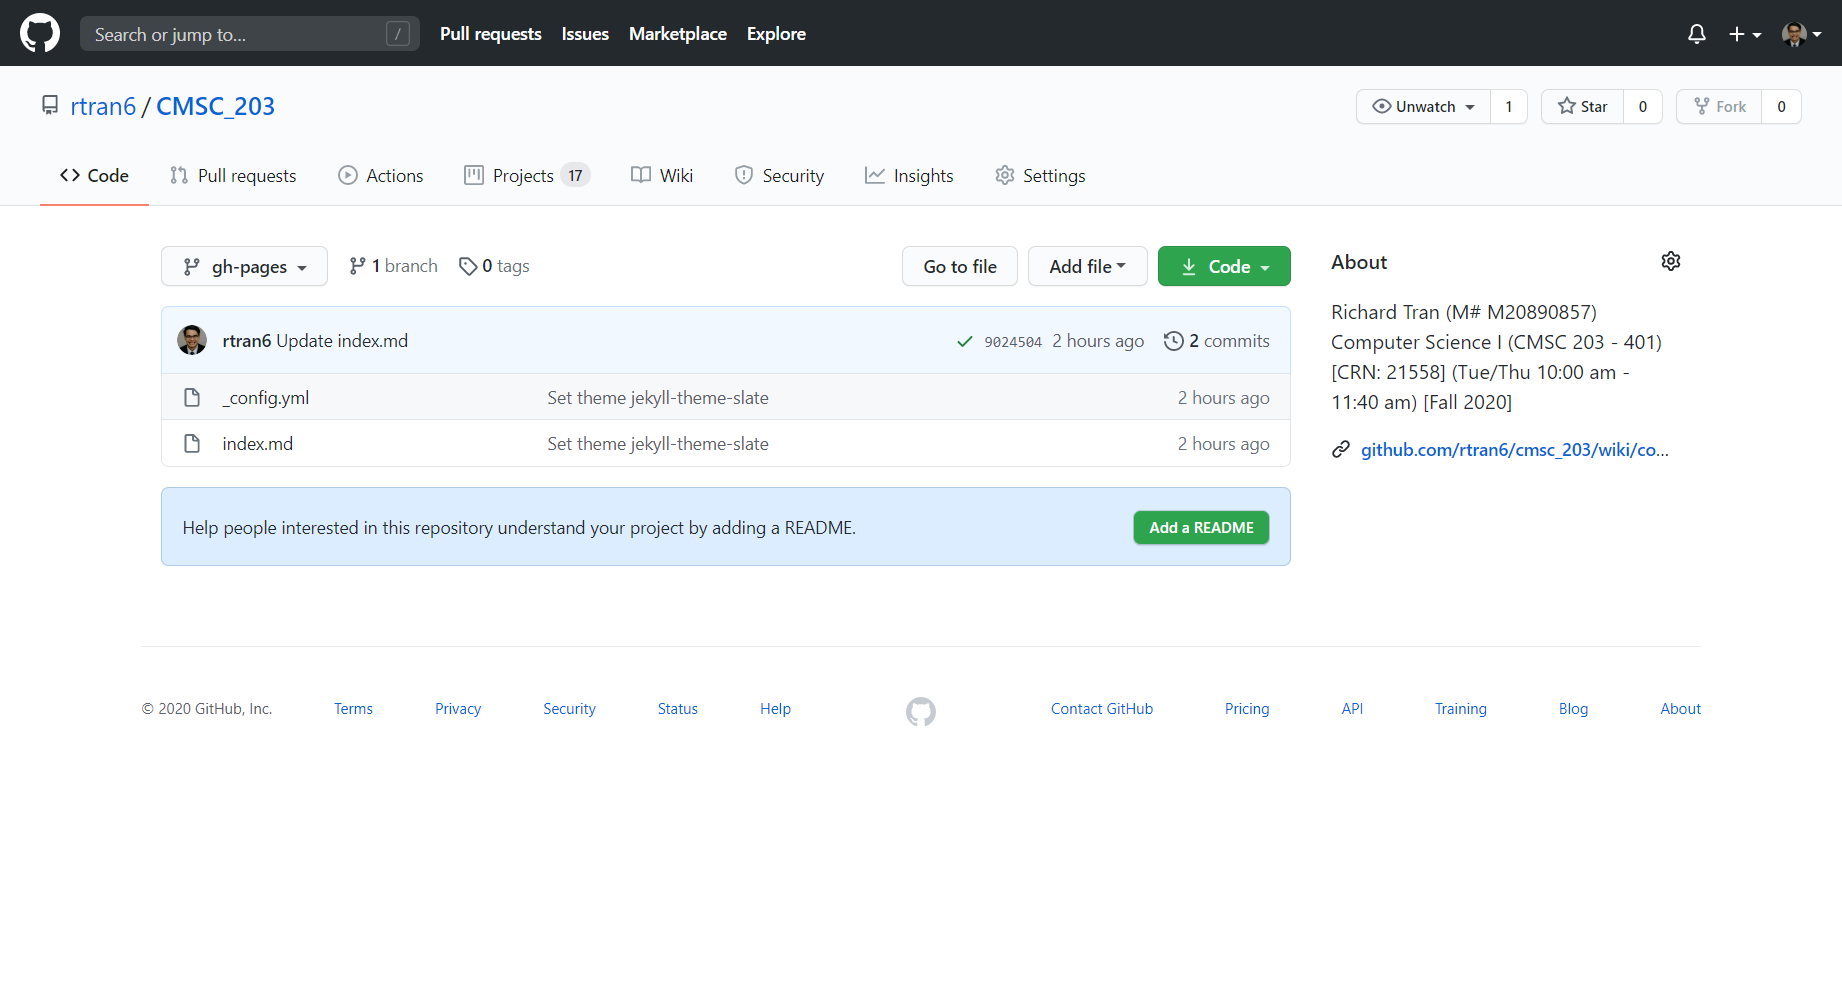 Search or jump to... /
Pull requests Issues Marketplace Explore
rtran6 / CMSC_203
Unwatch 1 Star 0 Fork 0
Code Pull requests Actions Projects 17 Wiki Security Insights Settings
gh-pages 1 branch 0 tags Go to file Add file Code
rtran6 Update index.md 9024504 2 hours ago 2 commits
_config.yml Set theme jekyll-theme-slate 2 hours ago
index.md Set theme jekyll-theme-slate 2 hours ago
Help people interested in this repository understand your project by adding a README. Add a README
About
Richard Tran (M# M20890857)
Computer Science I (CMSC 203 - 401)
[CRN: 21558] (Tue/Thu 10:00 am -
11:40 am) [Fall 2020]
github.com/rtran6/cmsc_203/wiki/co...
© 2020 GitHub, Inc. Terms Privacy Security Status Help Contact GitHub Pricing API Training Blog About